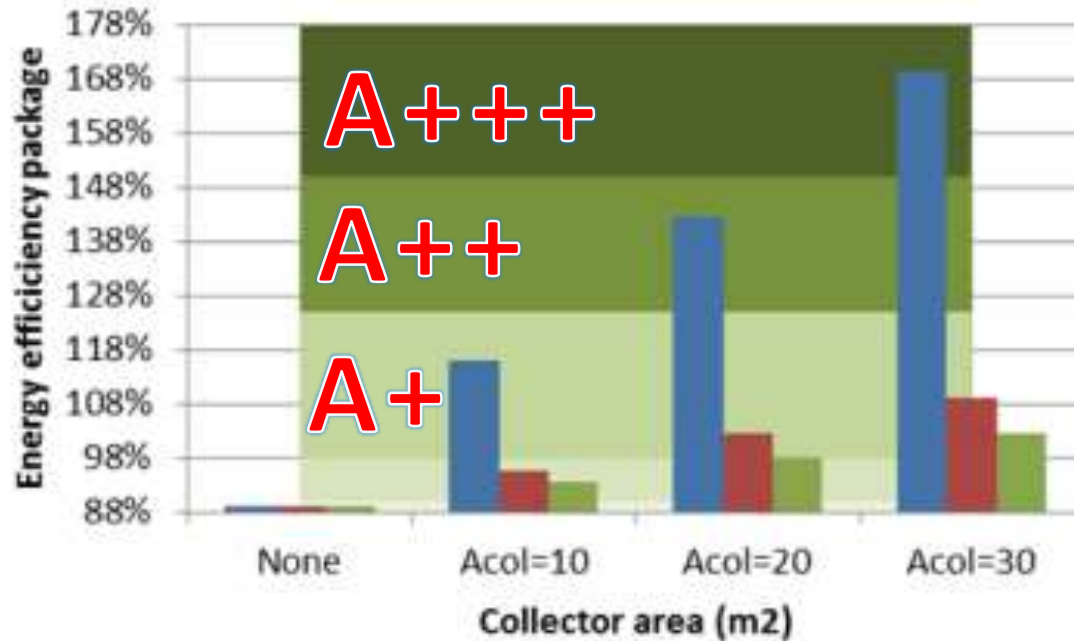 Energy efficiciency package
178%
168%
158%
148%
138%
128%
118%
108%
98%
88%
A+++
A++
A+
None
Acol=10
Acol=20
Acol=30
Collector area (m2)